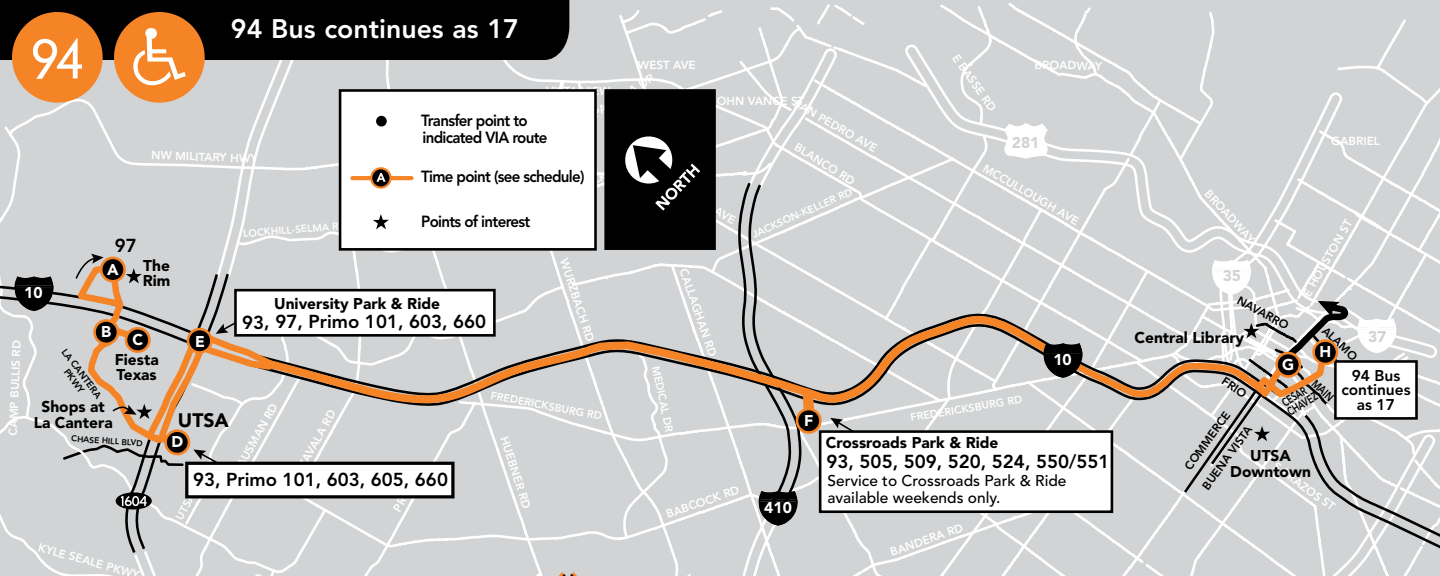 94 Bus continues as 17
94
Transfer point to
indicated VIA route
A
Time point (see schedule)
Points of interest
NORTH
WEST AVE
BROADWAY
E BASSE RD
SAN PEDRO AVE
281
GABRIEL
BLANCO RD
MCCULLOUGH AVE
NW MILITARY HWY
JACKSON-KELLER RD
AVE
BROADWAY
LOCKHILL-SELMA R
E HOUSTON ST
97
A
The
Rim
10
University Park & Ride
93, 97, Primo 101, 603, 660
WURZBACH RD
CALLAGHAN RD
35
NAVARRO
37
Central Library
ALAMO
B
C
E
Fiesta
Texas
10
G
H
94 Bus
continues
as 17
LA CANTERA
PKWY
CAMP BULLIS RD
MEDICAL DR
FREDERICKSBURG RD
FREDERICKSBURG RD
FRIO
CESAR
CHAVEZ
MAIN
Shops at
La Cantera
UTSA
CHASE HILL BLVD
D
F
Crossroads Park & Ride
93, 505, 509, 520, 524, 550/551
Service to Crossroads Park & Ride
available weekends only.
HUEBNER RD
COMMERCE
BUENA VISTA
UTSA
Downtown
93, Primo 101, 603, 605, 660
1604
410
BABCOCK RD
BANDERA RD
KYLE SEALE PKWY